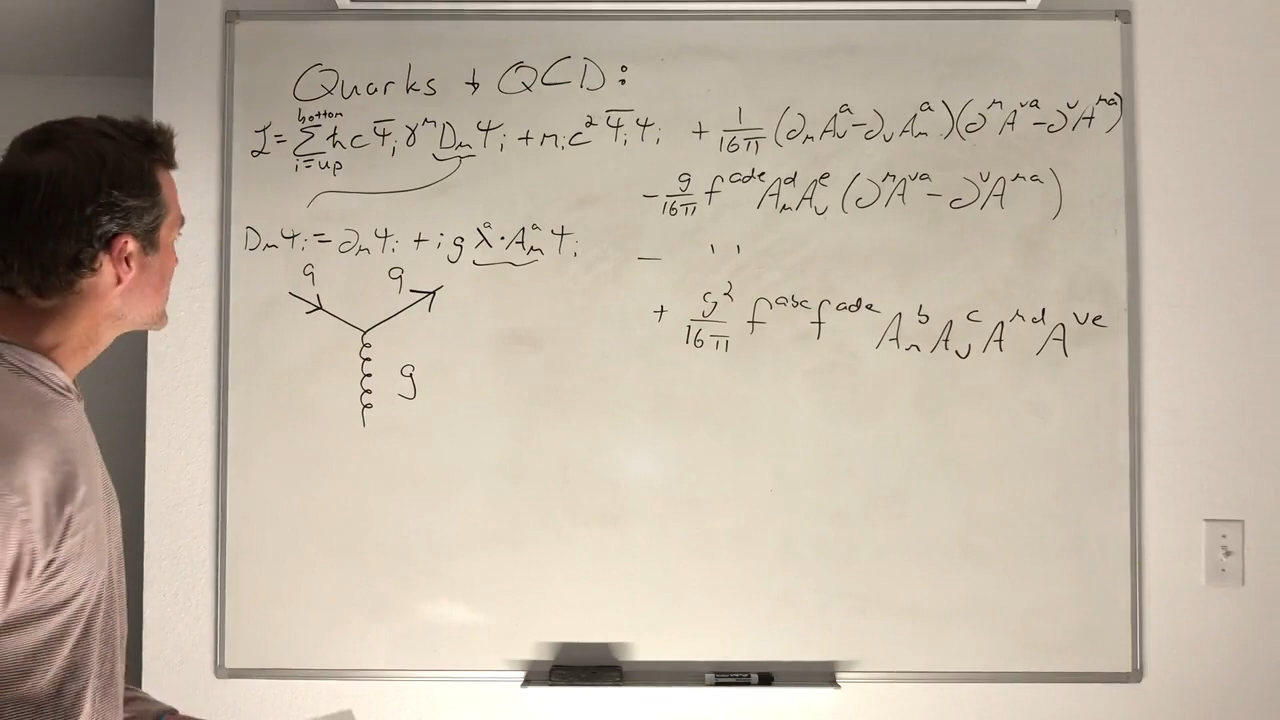 Quarks + QCD:
ℒ = ∑_{i=up}^{bottom} ħc Ψ̄_i γ^μ D_μ Ψ_i + m_i c² Ψ̄_i Ψ_i + 1/16π (∂_μ A_ν^a - ∂_ν A_μ^a)(∂^μ A^{νa} - ∂^ν A^{μa})
- g/16π f^{ade} A_μ^d A_ν^e (∂^μ A^{νa} - ∂^ν A^{μa})
D_μ Ψ_i = ∂_μ Ψ_i + i g λ^a · A_μ^a Ψ_i
- ' '
+ g²/16π f^{abc} f^{ade} A_μ^b A_ν^c A^{μd} A^{νe}
q q
g